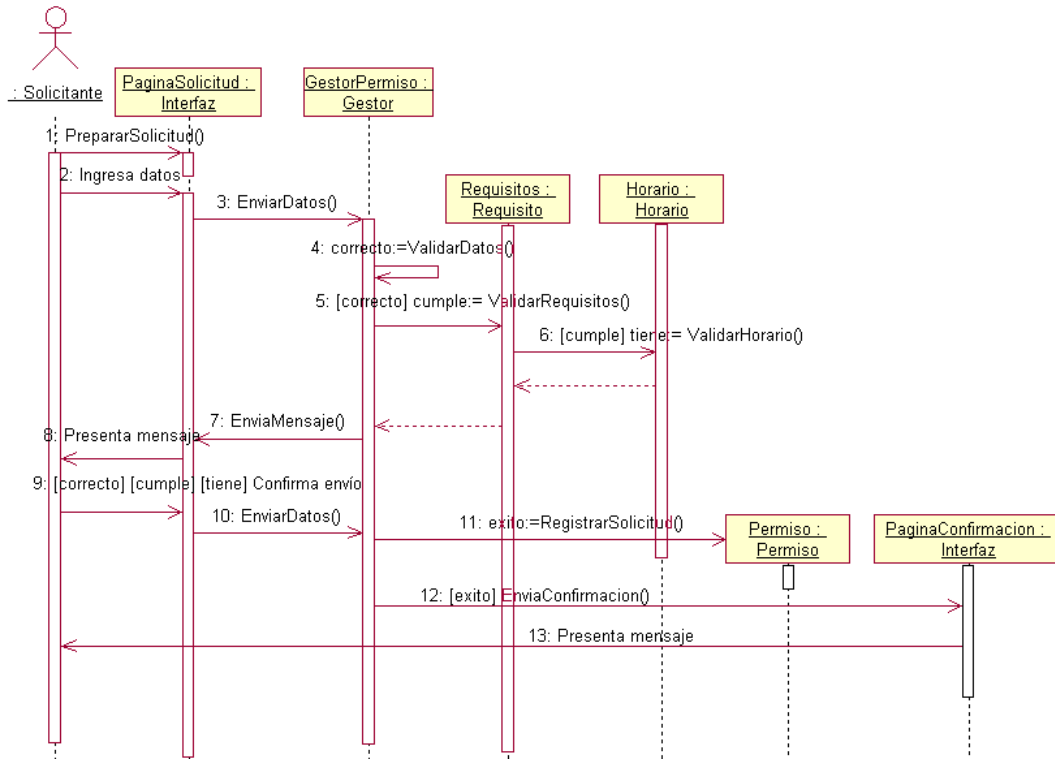 : Solicitante
PaginaSolicitud :
Interfaz
GestorPermiso :
Gestor
1: PrepararSolicitud()
2: Ingresa datos
Requisitos :
Requisito
Horario :
Horario
3: EnviarDatos()
4: correcto:=ValidarDatos()
5: [correcto] cumple:= ValidarRequisitos()
6: [cumple] tiene:= ValidarHorario()
7: EnviaMensaje()
8: Presenta mensaje
9: [correcto] [cumple] [tiene] Confirma envío
10: EnviarDatos()
11: exito:=RegistrarSolicitud()
Permiso :
Permiso
PaginaConfirmacion :
Interfaz
12: [exito] EnviaConfirmacion()
13: Presenta mensaje